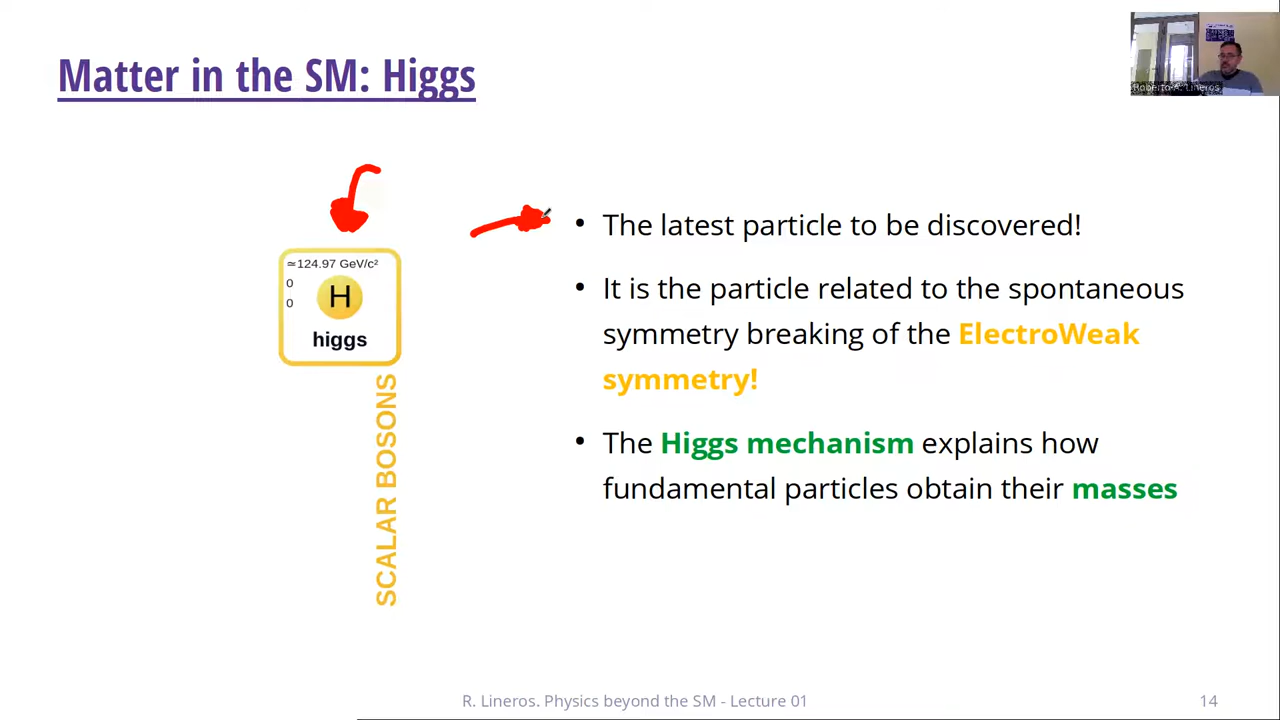 Matter in the SM: Higgs
Roberto A. Lineros
≃124.97 GeV/c²
0
0
H
higgs
SCALAR BOSONS
• The latest particle to be discovered!
• It is the particle related to the spontaneous
symmetry breaking of the ElectroWeak
symmetry!
• The Higgs mechanism explains how
fundamental particles obtain their masses
R. Lineros. Physics beyond the SM - Lecture 01
14